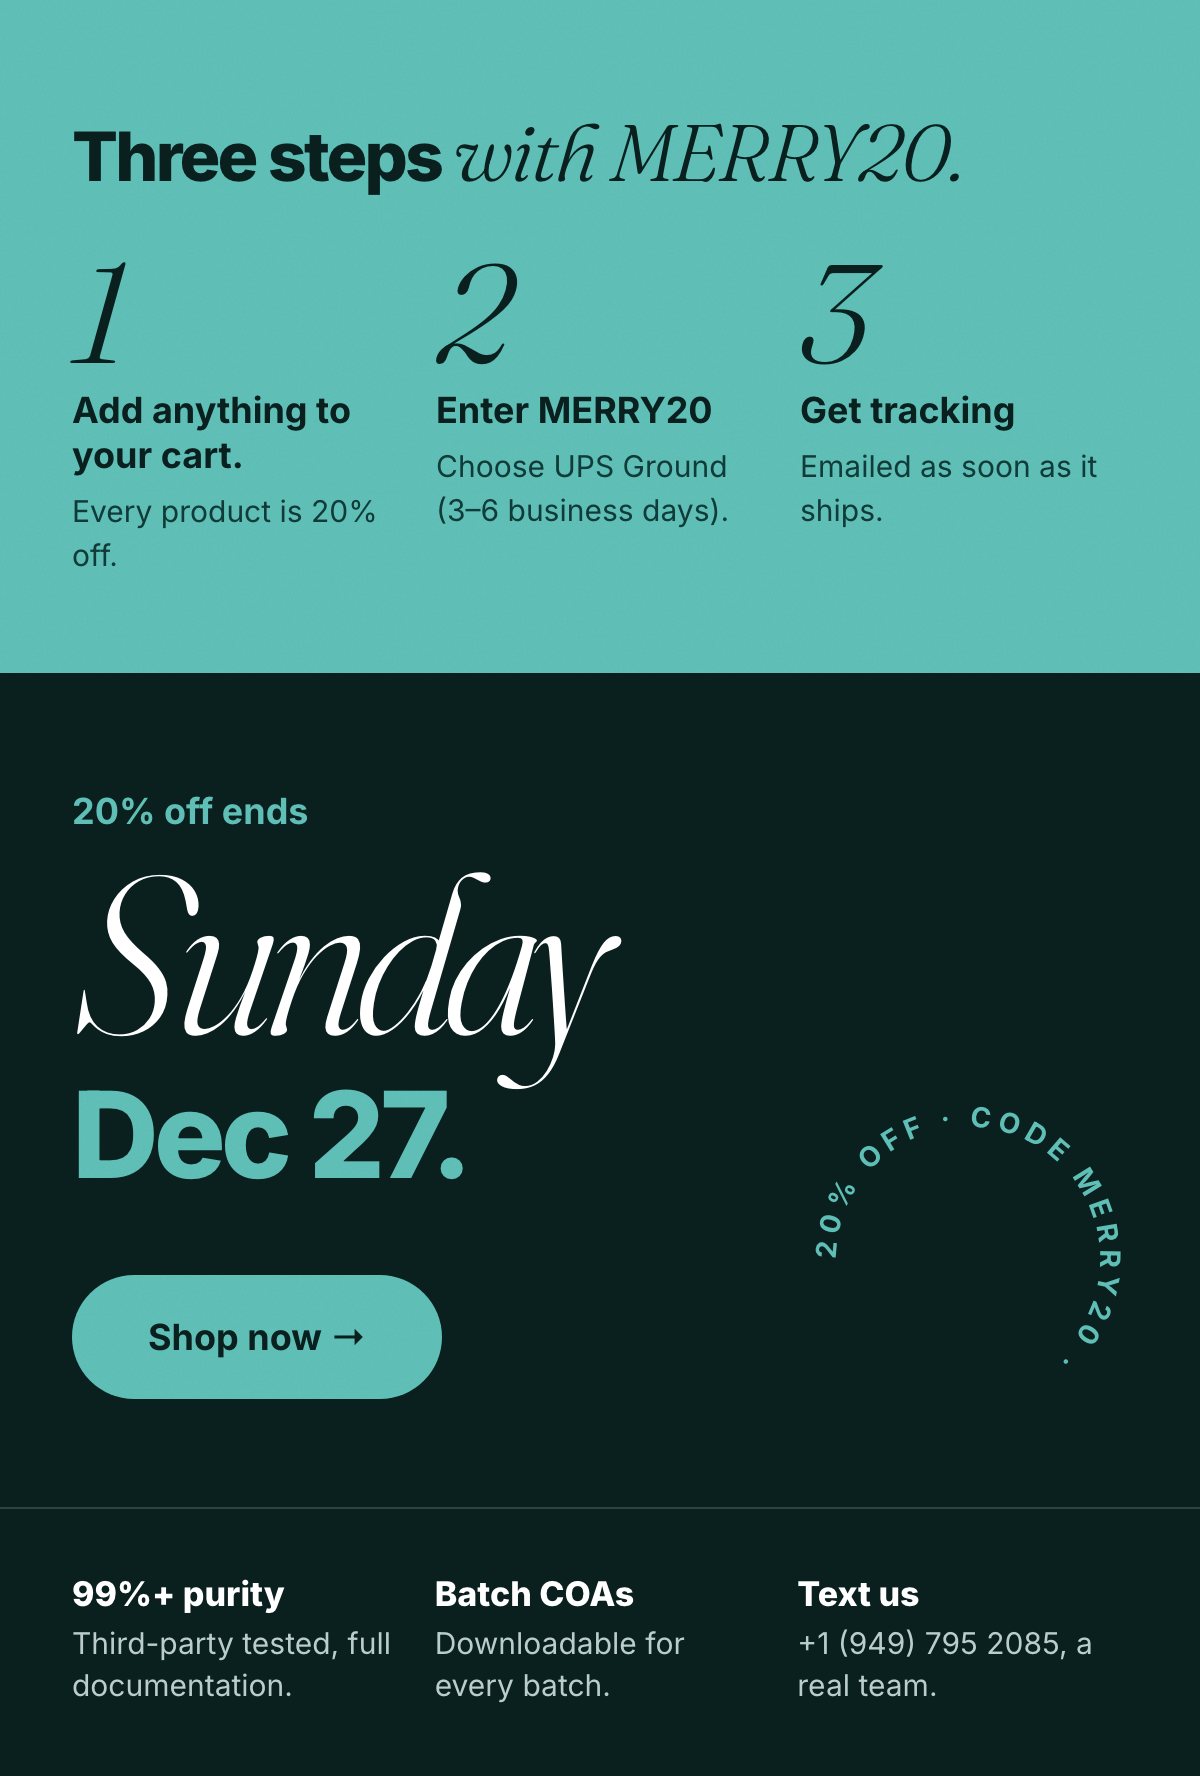 Three steps with MERRY20.
1
Add anything to
your cart.
Every product is 20%
off.
2
Enter MERRY20
Choose UPS Ground
(3–6 business days).
3
Get tracking
Emailed as soon as it
ships.
20% off ends
Sunday
Dec 27.
Shop now →
20% OFF · CODE MERRY20 ·
99%+ purity
Third-party tested, full
documentation.
Batch COAs
Downloadable for
every batch.
Text us
+1 (949) 795 2085, a
real team.